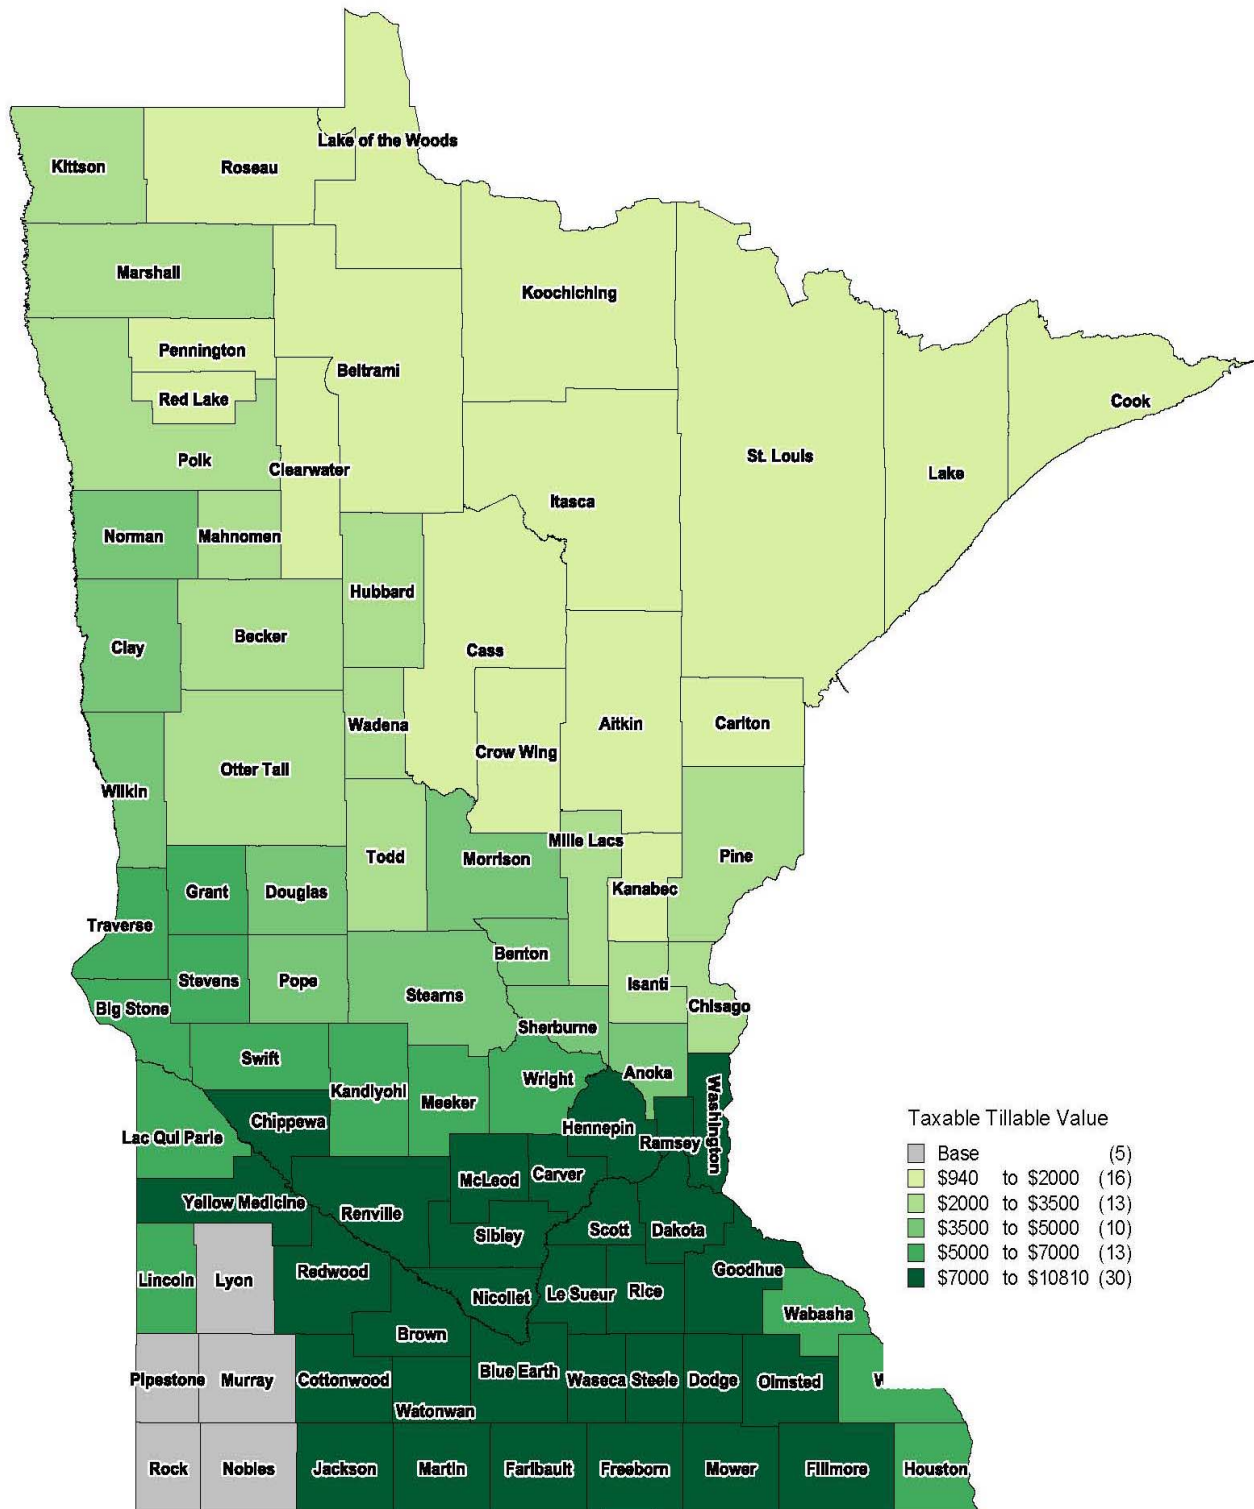 Lake of the Woods
Kittson
Roseau
Marshall
Koochiching
Pennington
Beltrami
Red Lake
Cook
Polk
Clearwater
St. Louis
Lake
Itasca
Norman
Mahnomen
Hubbard
Clay
Becker
Cass
Wadena
Aitkin
Carlton
Otter Tail
Crow Wing
Wilkin
Mille Lacs
Todd
Morrison
Pine
Grant
Douglas
Kanabec
Traverse
Benton
Stevens
Pope
Isanti
Stearns
Big Stone
Chisago
Sherburne
Swift
Anoka
Wright
Kandiyohi
Meeker
Washington
Chippewa
Hennepin
Lac Qui Parle
Ramsey
McLeod
Carver
Yellow Medicine
Renville
Scott
Dakota
Sibley
Redwood
Goodhue
Lincoln
Lyon
Nicollet
Le Sueur
Rice
Wabasha
Brown
Pipestone
Murray
Cottonwood
Blue Earth
Waseca
Steele
Dodge
Olmsted
W
Watonwan
Rock
Nobles
Jackson
Martin
Faribault
Freeborn
Mower
Fillmore
Houston
Taxable Tillable Value
Base (5)
$940 to $2000 (16)
$2000 to $3500 (13)
$3500 to $5000 (10)
$5000 to $7000 (13)
$7000 to $10810 (30)